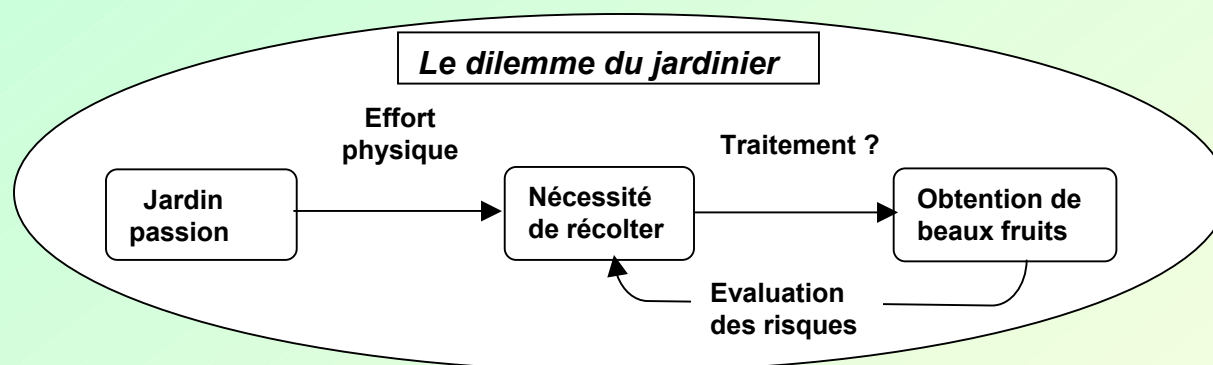 Le dilemme du jardinier
Effort
physique
Traitement ?
Jardin
passion
Nécessité
de récolter
Obtention de
beaux fruits
Evaluation
des risques